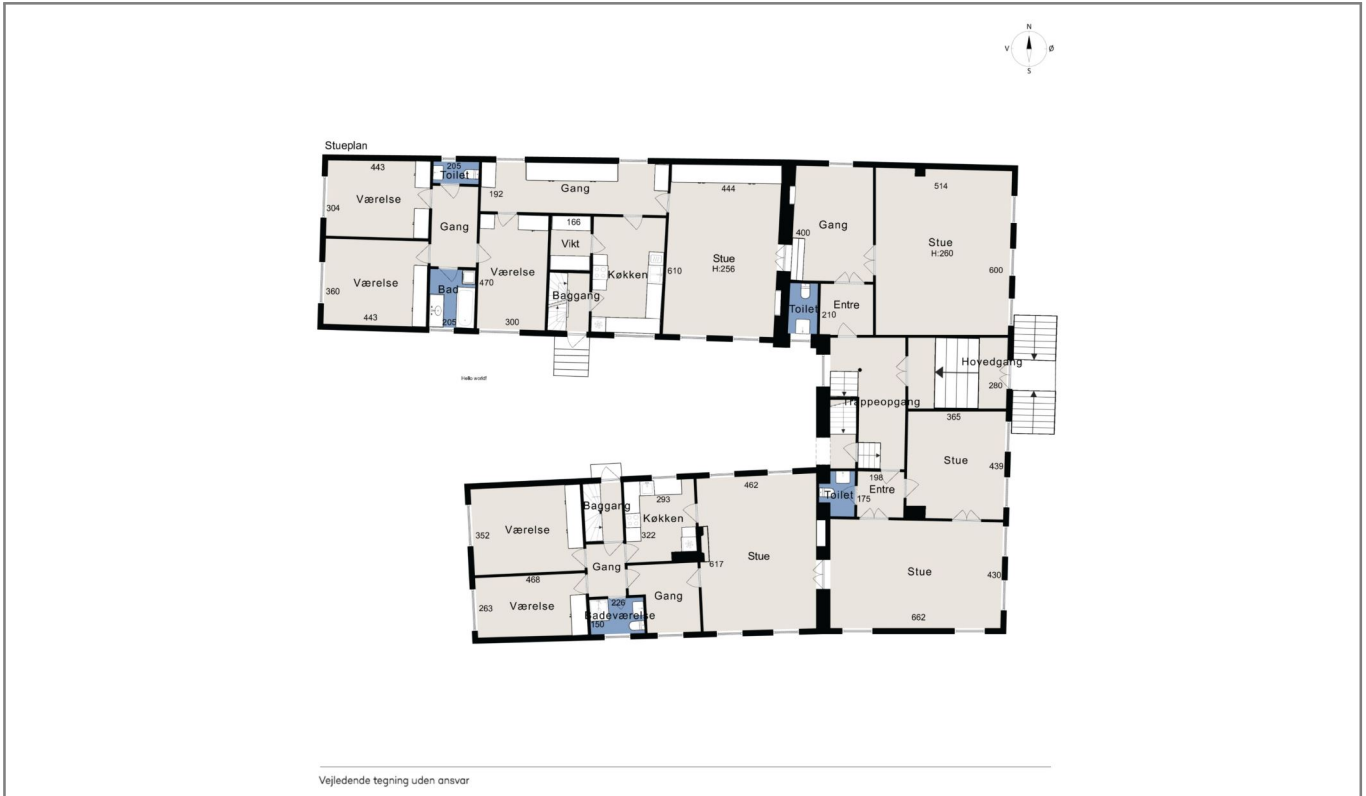 N
V
Ø
S
Stueplan
443
205
Toilet
Værelse
304
Gang
192
Gang
444
514
Gang
400
Stue
H:260
600
Værelse
360
443
Bad
205
470
Værelse
300
166
Vikt
Baggang
Køkken
610
Stue
H:256
Toilet
210
Entre
Hovedgang
280
Trappeopgang
365
Stue
439
198
Entre
175
Toilet
Hello world!
Baggang
293
Køkken
322
462
Værelse
352
468
Gang
617
Stue
Stue
430
662
Værelse
263
226
Badeværelse
150
Gang
Vejledende tegning uden ansvar